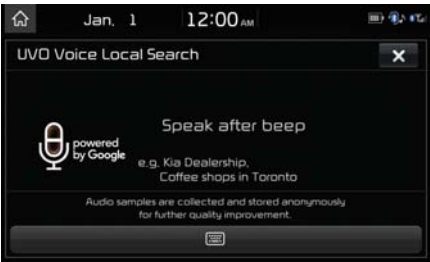 Jan. 1 12:00 AM
UVO Voice Local Search
Speak after beep
powered
by Google
e.g. Kia Dealership,
Coffee shops in Toronto
Audio samples are collected and stored anonymously
for further quality improvement.